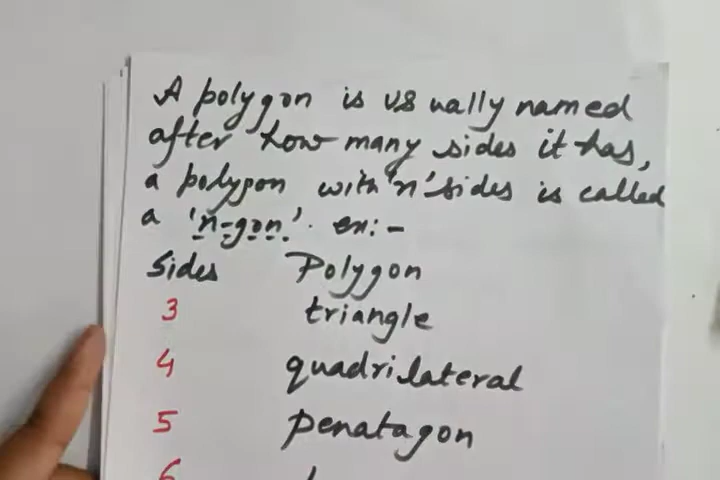 A polygon is usually named
after how many sides it has,
a polygon with 'n' sides is called
a 'n-gon'. ex:-
Sides Polygon
3 triangle
4 quadrilateral
5 penatagon
6